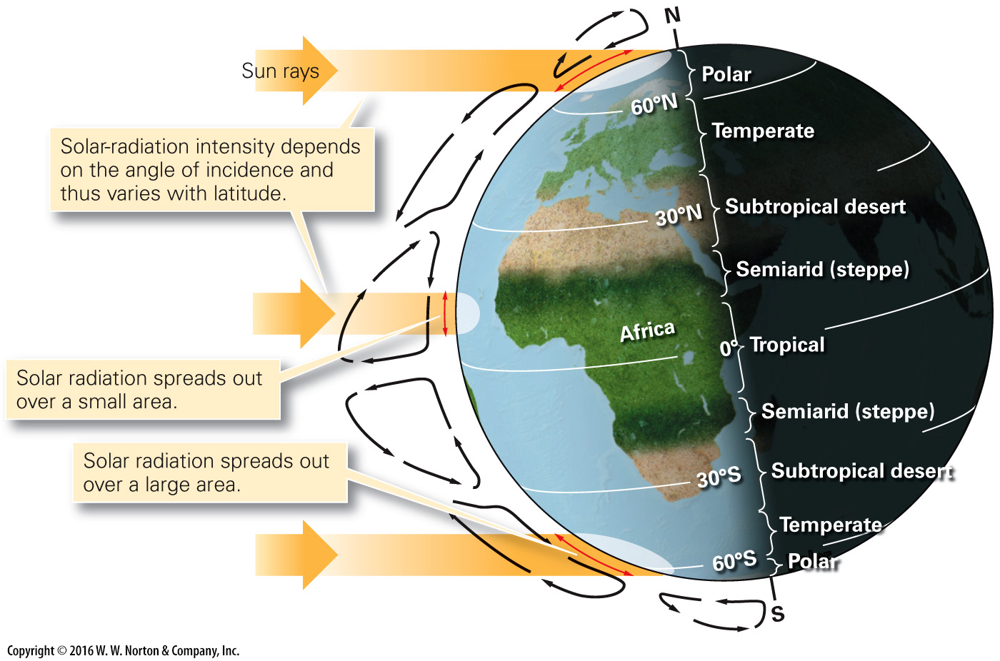 N
Sun rays
Polar
60°N
Solar-radiation intensity depends
on the angle of incidence and
thus varies with latitude.
Temperate
30°N
Subtropical desert
Semiarid (steppe)
Africa
0°
Tropical
Solar radiation spreads out
over a small area.
Semiarid (steppe)
Solar radiation spreads out
over a large area.
30°S
Subtropical desert
Temperate
60°S
Polar
S
Copyright © 2016 W. W. Norton & Company, Inc.